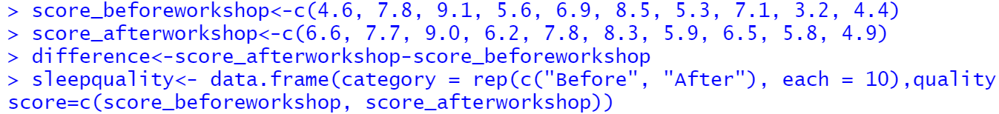 > score_beforeworkshop<-c(4.6, 7.8, 9.1, 5.6, 6.9, 8.5, 5.3, 7.1, 3.2, 4.4)
> score_afterworkshop<-c(6.6, 7.7, 9.0, 6.2, 7.8, 8.3, 5.9, 6.5, 5.8, 4.9)
> difference<-score_afterworkshop-score_beforeworkshop
> sleepquality<- data.frame(category = rep(c("Before", "After"), each = 10),quality
score=c(score_beforeworkshop, score_afterworkshop))